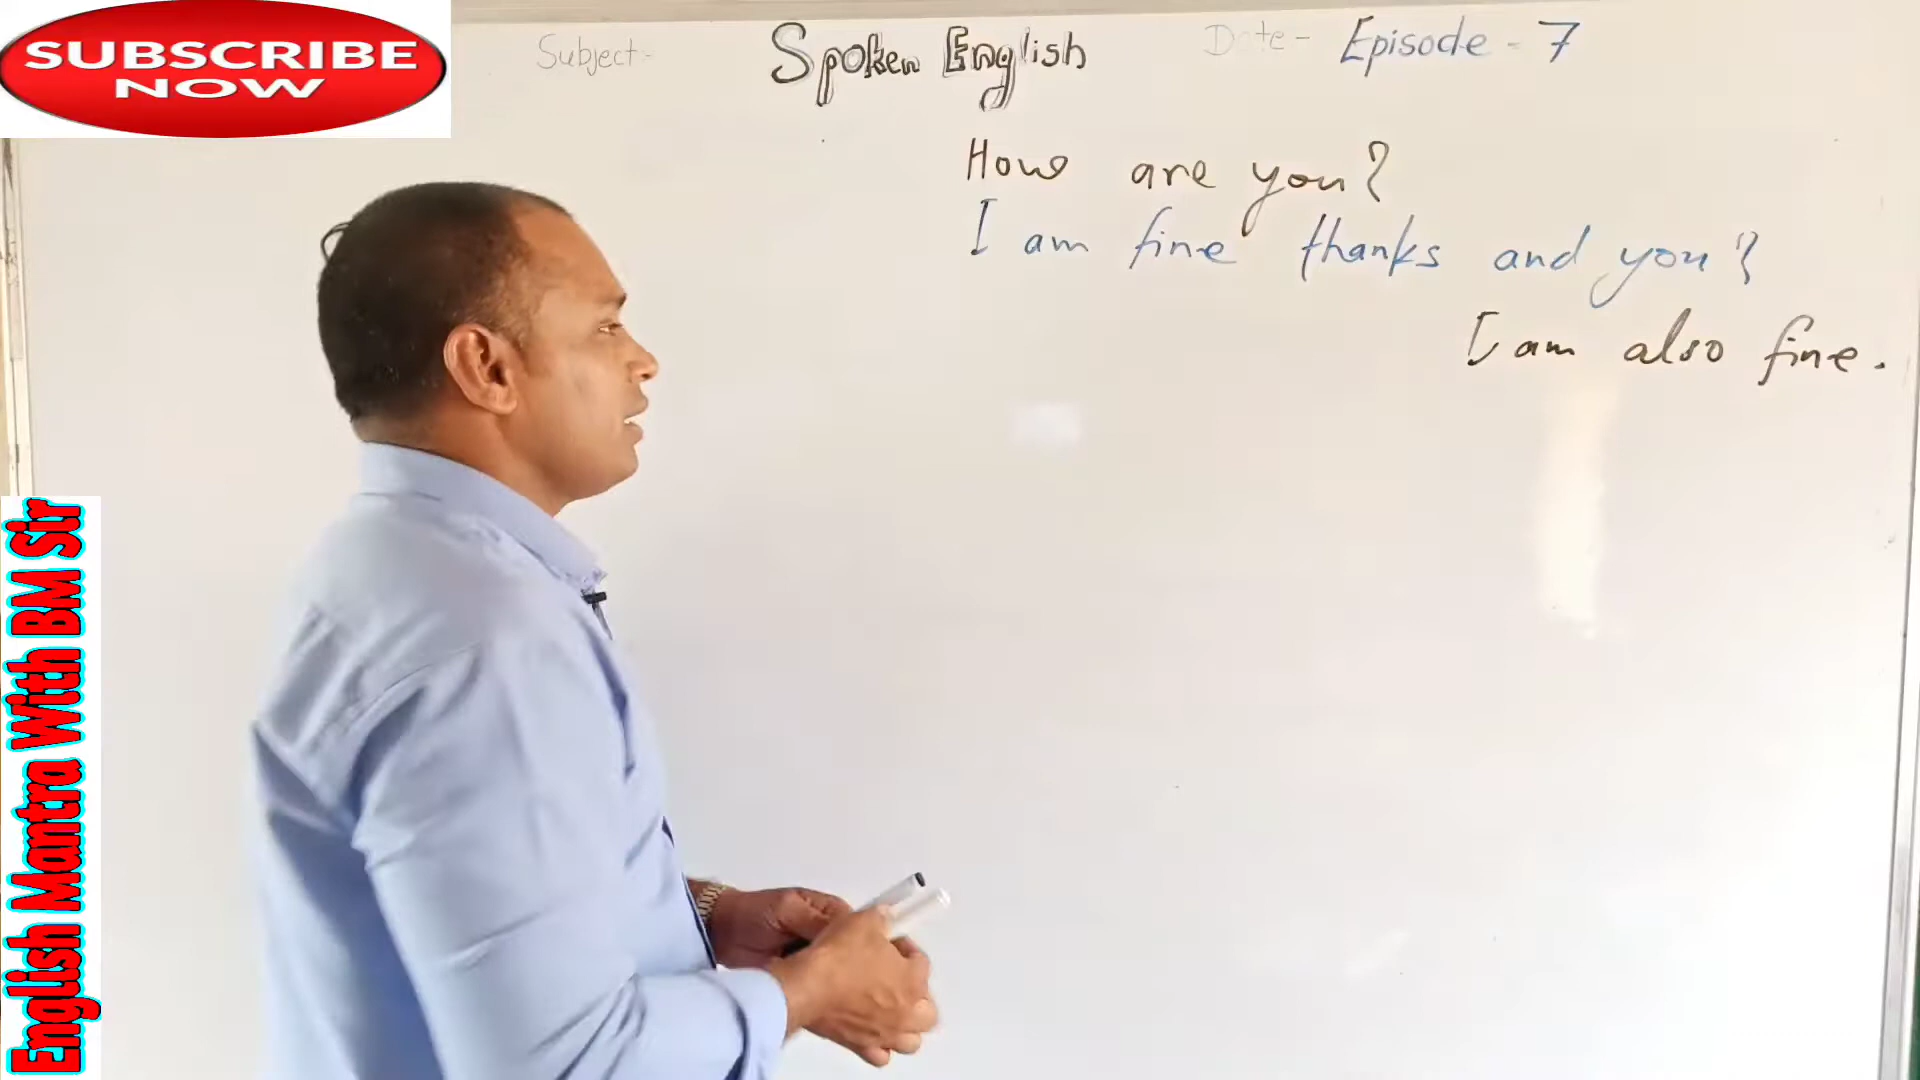 SUBSCRIBE
NOW
Subject:-
Spoken English
Date - Episode - 7
How are you?
I am fine thanks and you?
I am also fine.
English Mantra With BM Sir